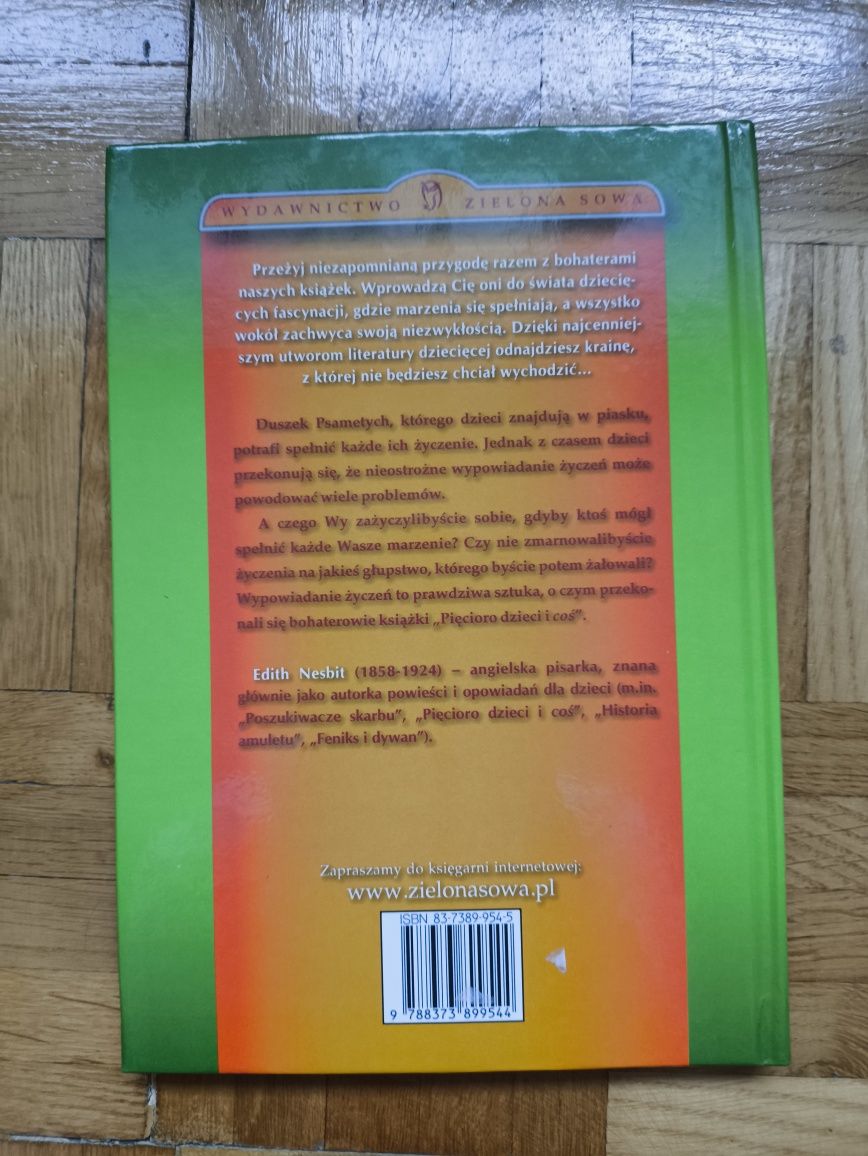 WYDAWNICTWO ZIELONA SOWA
Przeżyj niezapomnianą przygodę razem z bohaterami
naszych książek. Wprowadzą Cię oni do świata dziecię-
cych fascynacji, gdzie marzenia się spełniają, a wszystko
wokół zachwyca swoją niezwykłością. Dzięki najcenniej-
szym utworom literatury dziecięcej odnajdziesz krainę,
z której nie będziesz chciał wychodzić...
Duszek Psametych, którego dzieci znajdują w piasku,
potrafi spełnić każde ich życzenie. Jednak z czasem dzieci
przekonują się, że nieostrożne wypowiadanie życzeń może
powodować wiele problemów.
A czego Wy zażyczylibyście sobie, gdyby ktoś mógł
spełnić każde Wasze marzenie? Czy nie zmarnowalibyście
życzenia na jakieś głupstwo, którego byście potem żałowali?
Wypowiadanie życzeń to prawdziwa sztuka, o czym przeko-
nali się bohaterowie książki „Pięcioro dzieci i coś”.
Edith Nesbit (1858-1924) – angielska pisarka, znana
głównie jako autorka powieści i opowiadań dla dzieci (m.in.
„Poszukiwacze skarbu”, „Pięcioro dzieci i coś”, „Historia
amuletu”, „Feniks i dywan”).
Zapraszamy do księgarni internetowej:
www.zielonasowa.pl
ISBN 83-7389-954-5
9 788373 899544